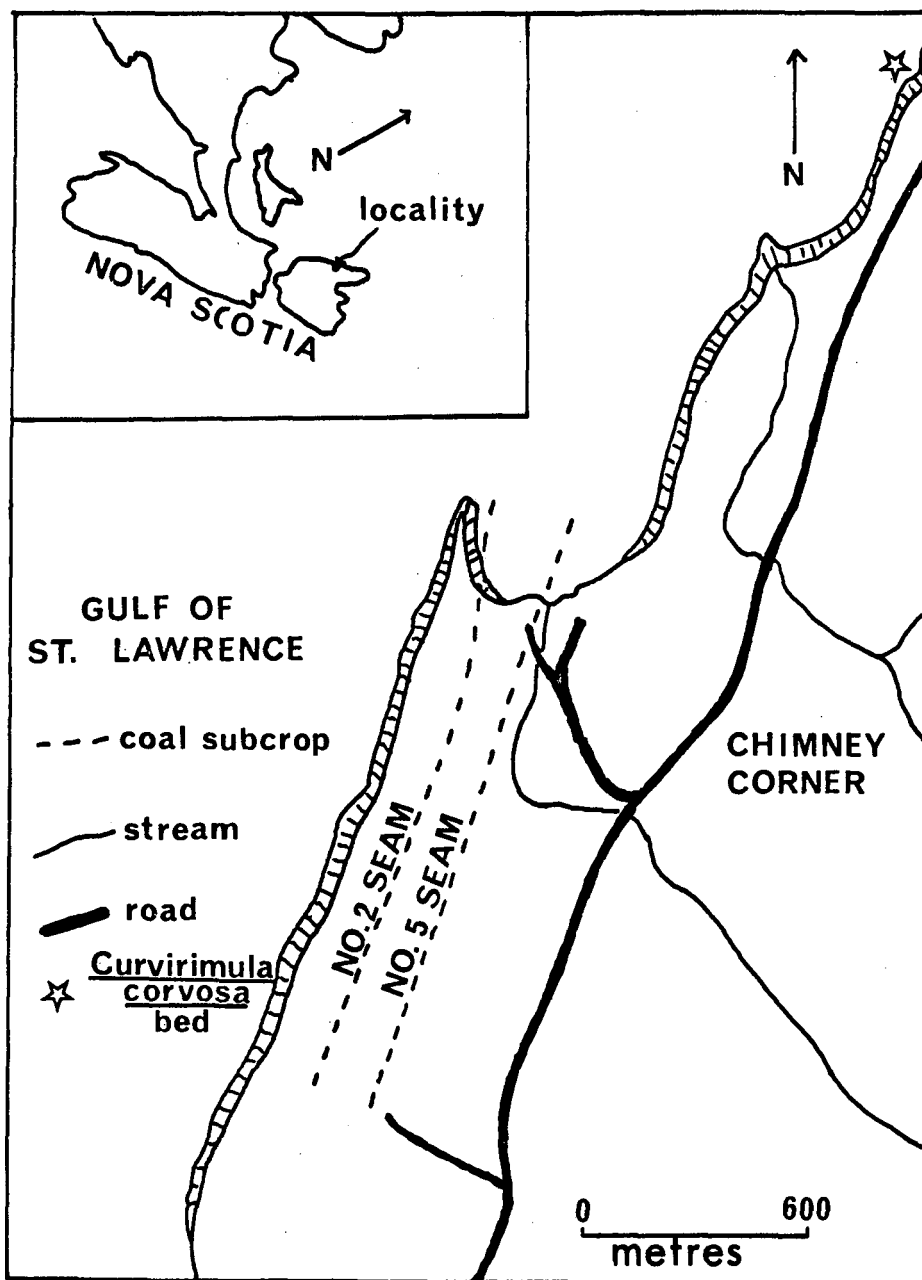 N
locality
NOVA SCOTIA
N
GULF OF
ST. LAWRENCE
coal subcrop
stream
road
Curvirimula
corvosa
bed
NO. 2 SEAM
NO. 5 SEAM
CHIMNEY
CORNER
0 600
metres